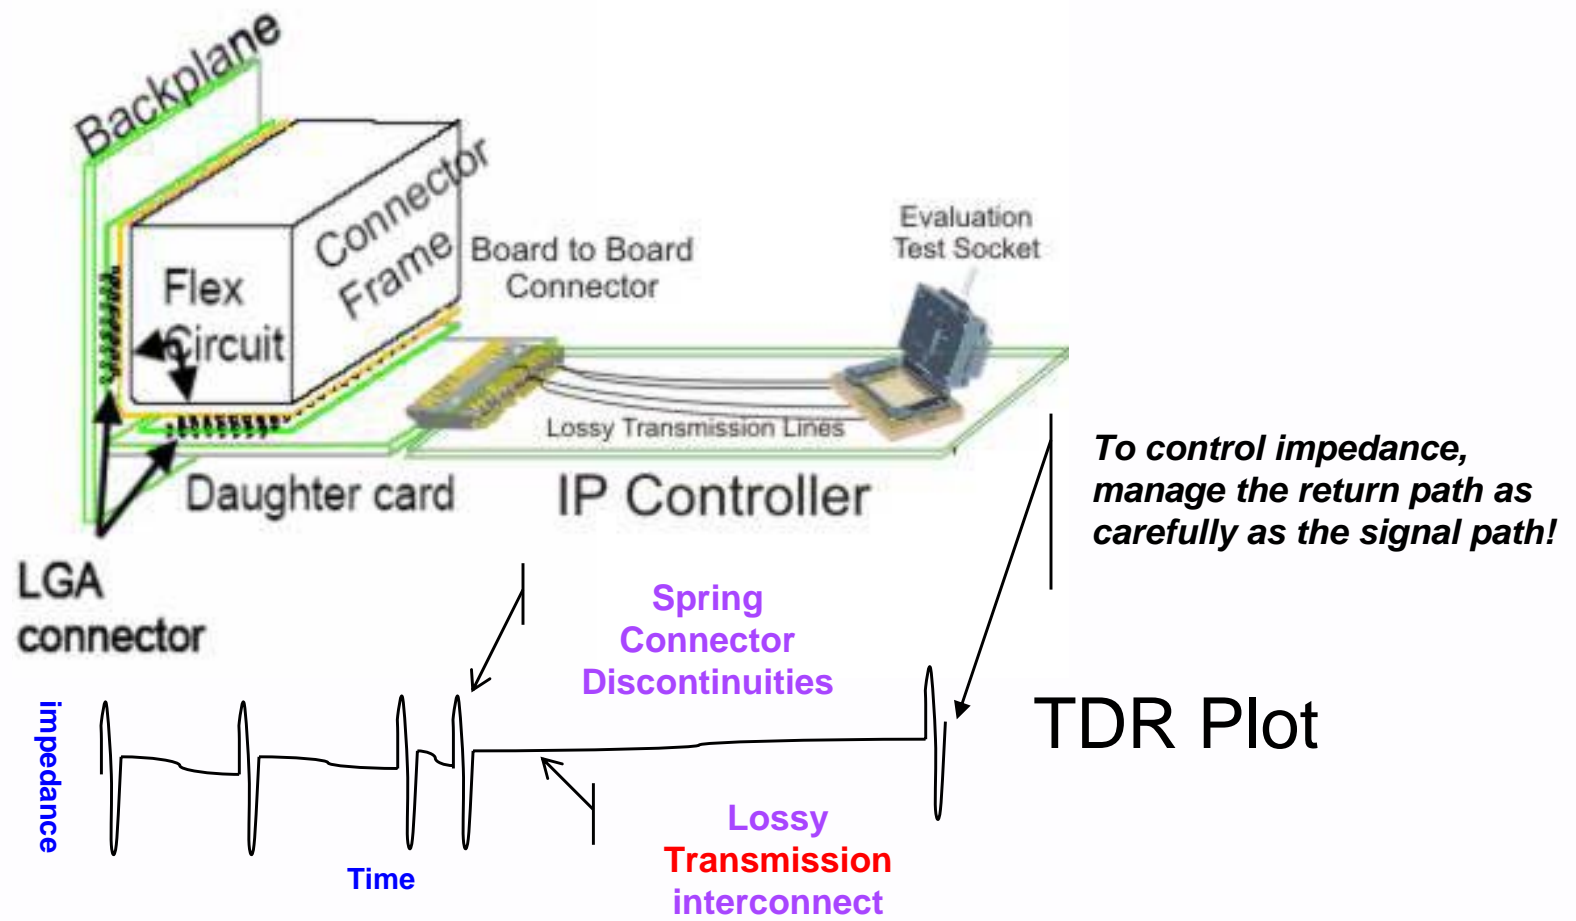 Backplane
Connector
Frame
Flex
Circuit
Board to Board
Connector
Evaluation
Test Socket
Lossy Transmission Lines
Daughter card
IP Controller
LGA
connector
To control impedance,
manage the return path as
carefully as the signal path!
Spring
Connector
Discontinuities
impedance
TDR Plot
Time
Lossy
Transmission
interconnect